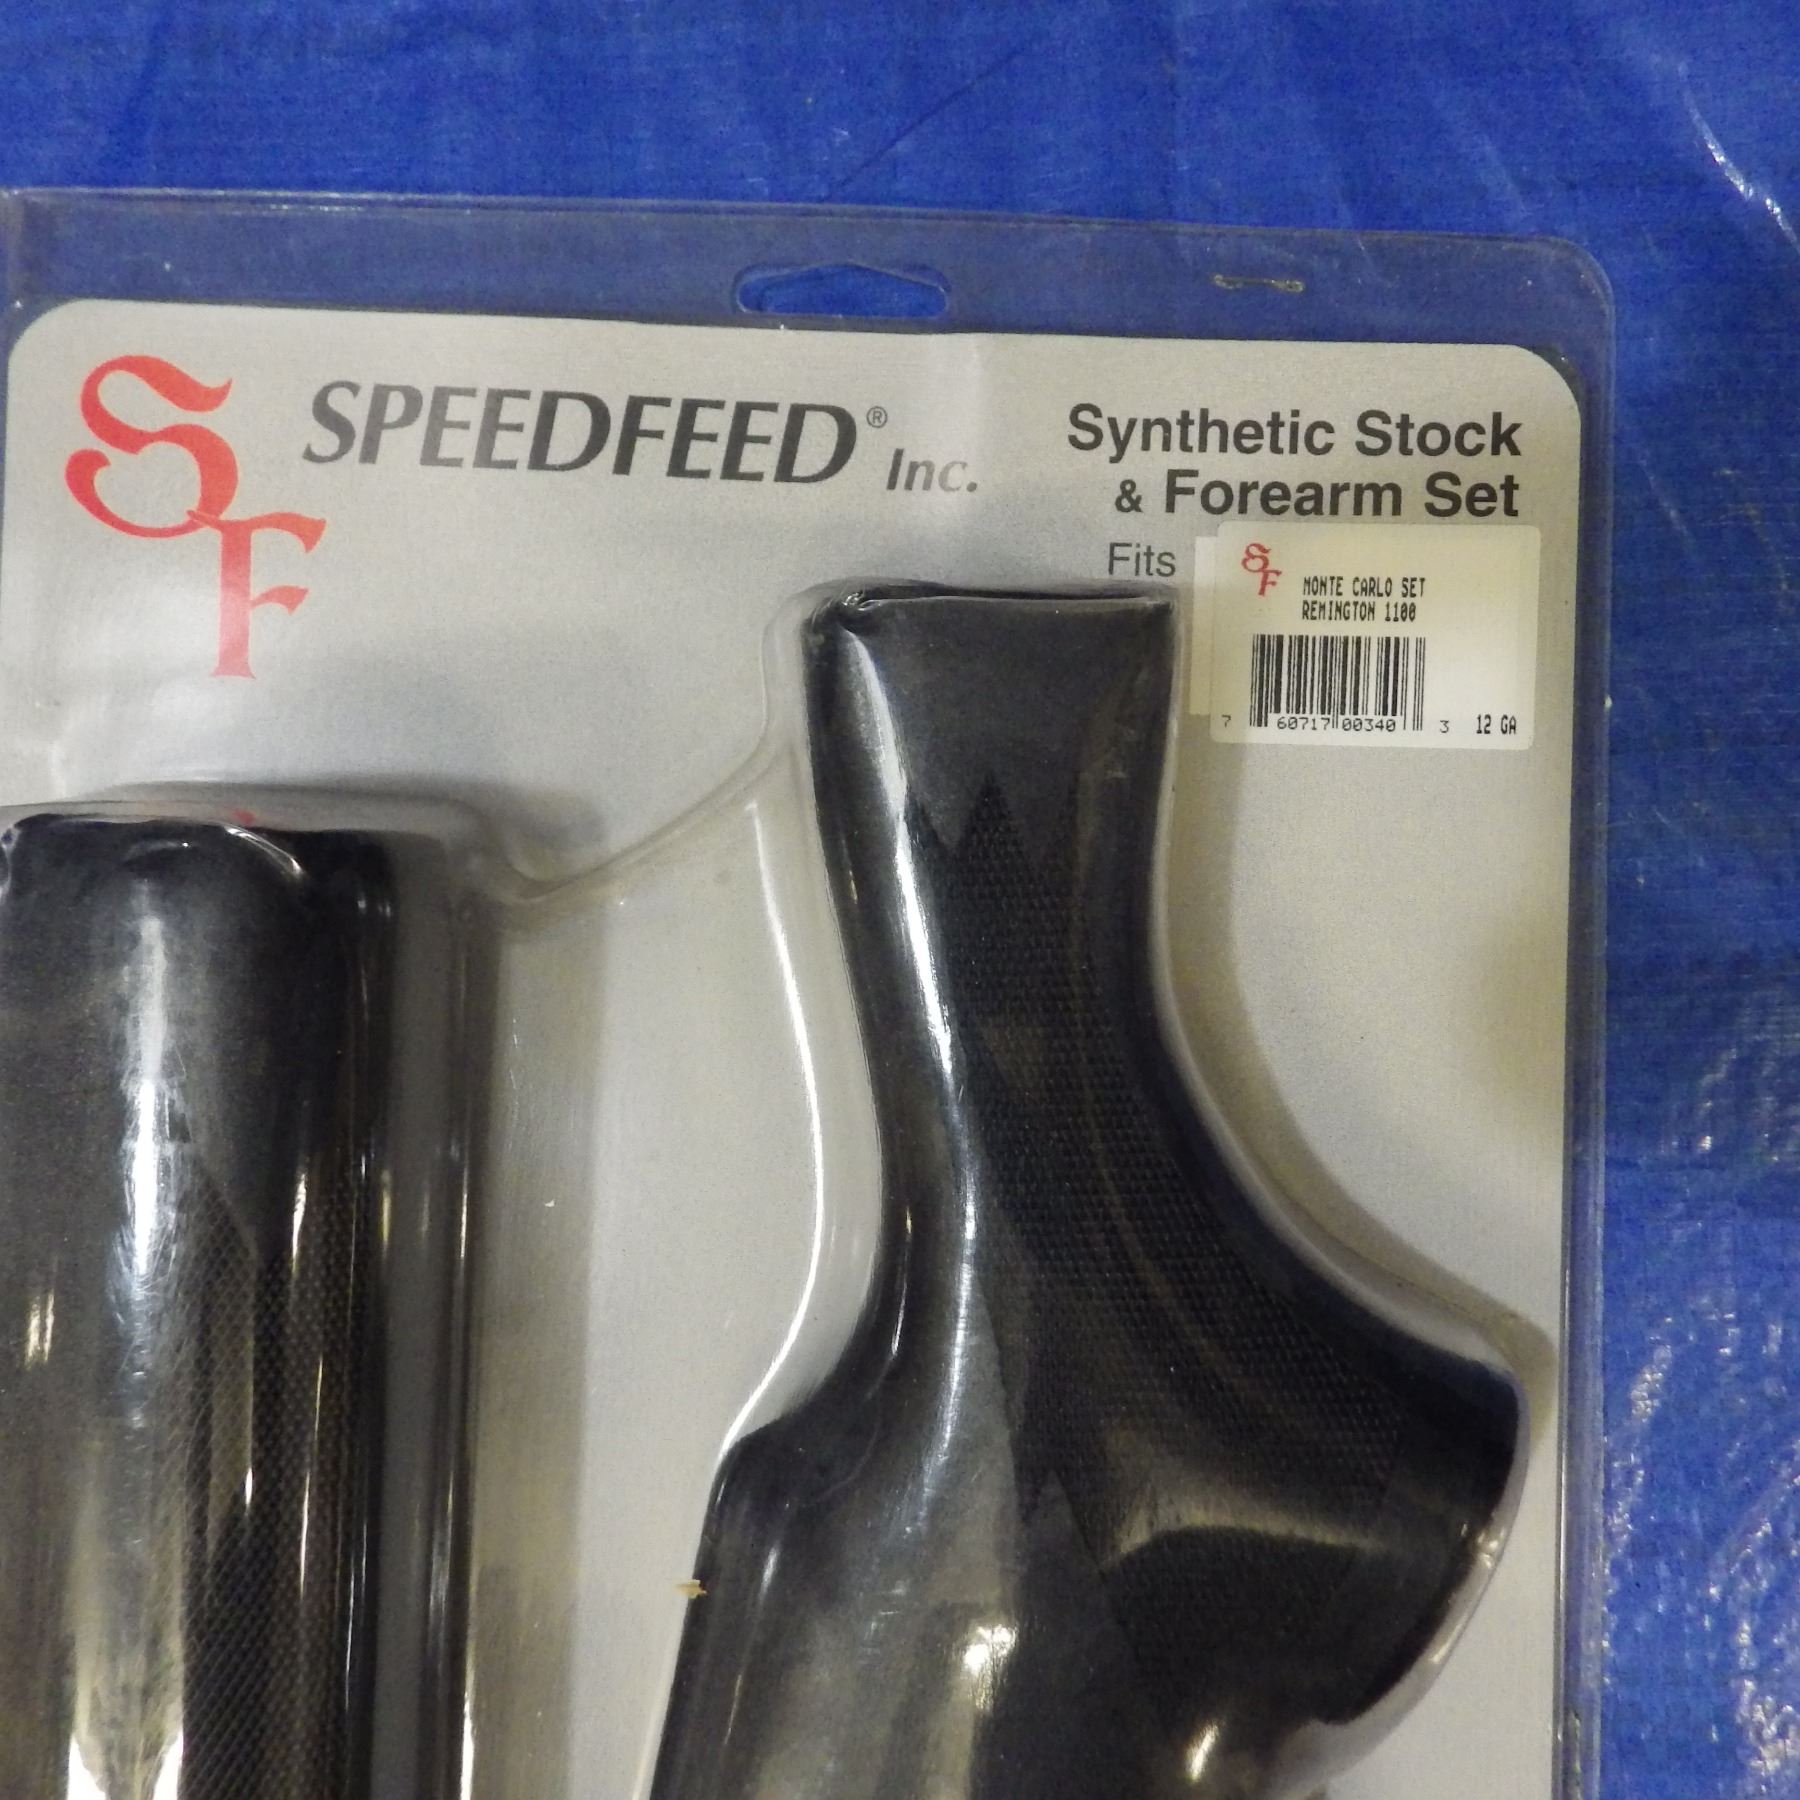 SF
SPEEDFEED® Inc.
Synthetic Stock
& Forearm Set
Fits
SF
MONTE CARLO SET
REMINGTON 1100
7 60717 00340 3 12 GA